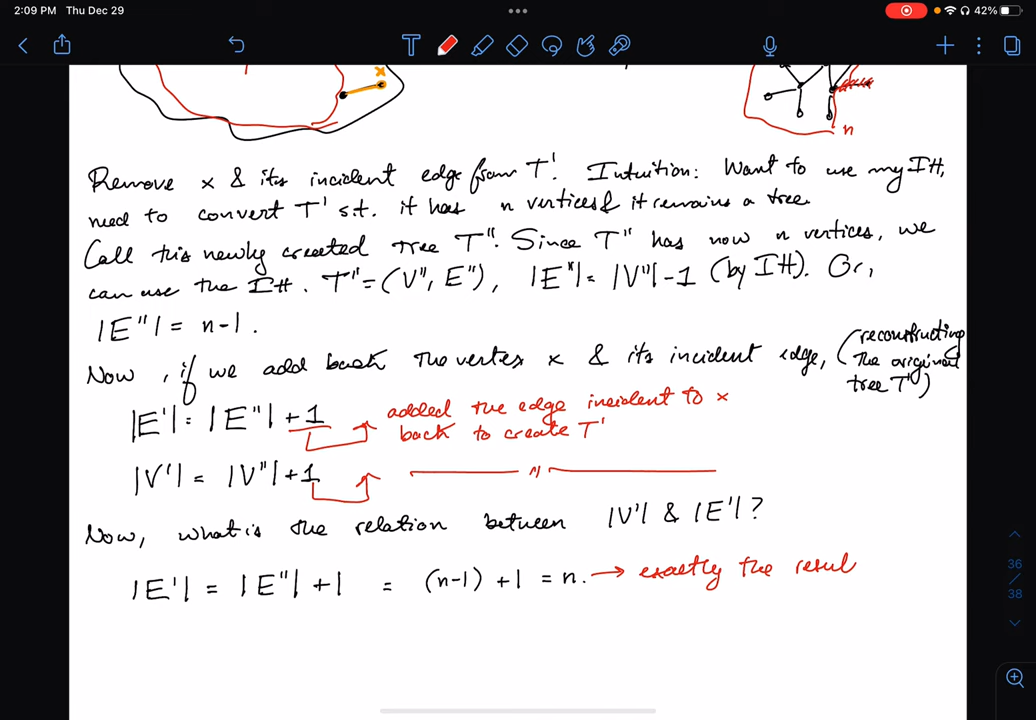 2:09 PM Thu Dec 29
42%
x
n
Remove x & its incident edge from T'. Intuition: Want to use my IH,
need to convert T' s.t. it has n vertices & it remains a tree.
Call this newly created tree T". Since T" has now n vertices, we
can use the IH. T" = (V", E"), |E"| = |V"| - 1 (by IH). Or,
|E"| = n-1.
Now, if we add back the vertex x & its incident edge, (reconstructing
the original
tree T')
|E'| = |E"| + 1 added the edge incident to x
back to create T'
|V'| = |V"| + 1 —— " ——
Now, what is the relation between |V'| & |E'|?
|E'| = |E"| + 1 = (n-1) + 1 = n. → exactly the resul
36
/
38